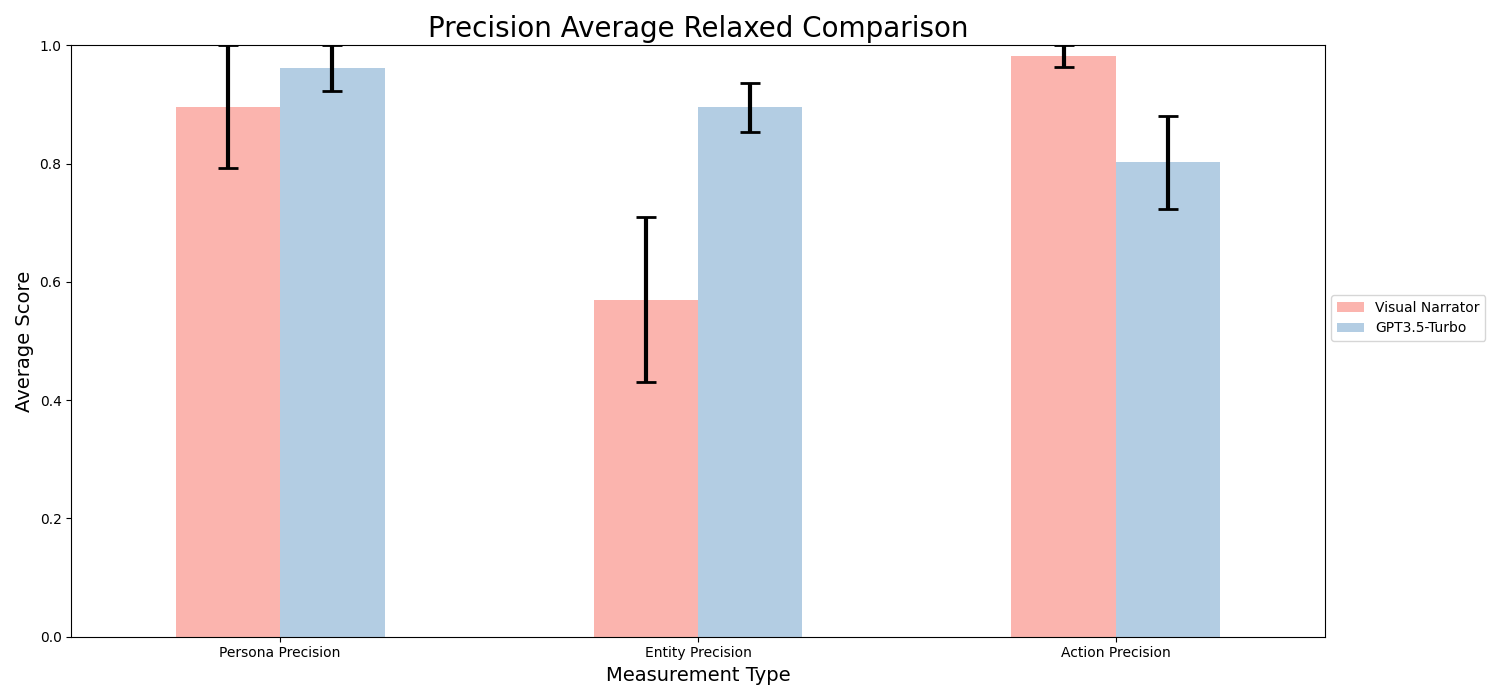 Precision Average Relaxed Comparison
1.0
0.8
0.6
0.4
0.2
0.0
Average Score
Persona Precision
Entity Precision
Action Precision
Measurement Type
Visual Narrator
GPT3.5-Turbo